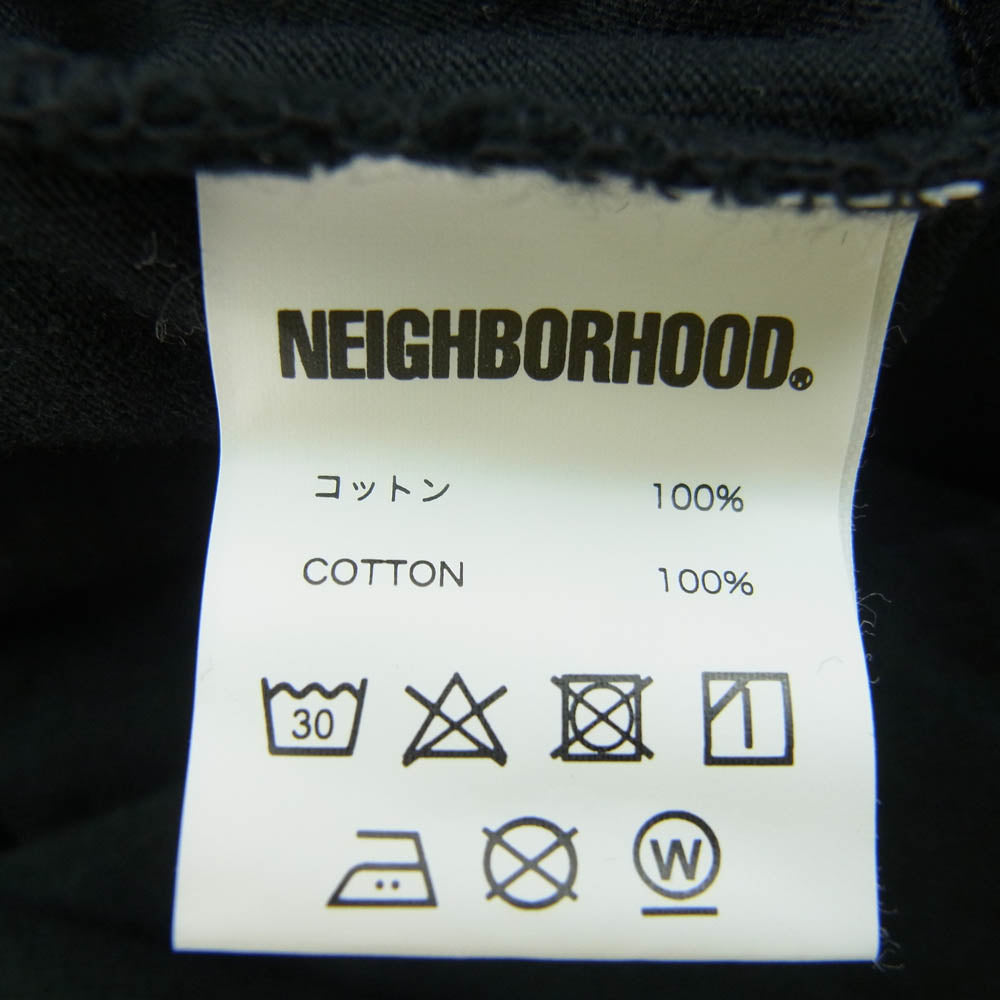 NEIGHBORHOOD.
コットン 100%
COTTON 100%
30
W